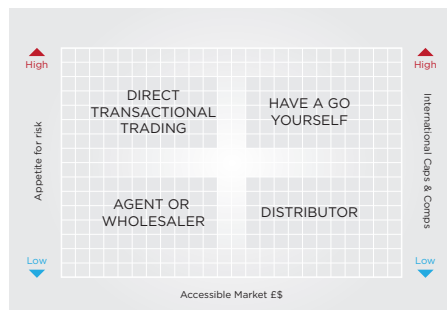 High
High
DIRECT
TRANSACTIONAL
TRADING
HAVE A GO
YOURSELF
Appetite for risk
International Caps & Comps
AGENT OR
WHOLESALER
DISTRIBUTOR
Low
Low
Accessible Market £$